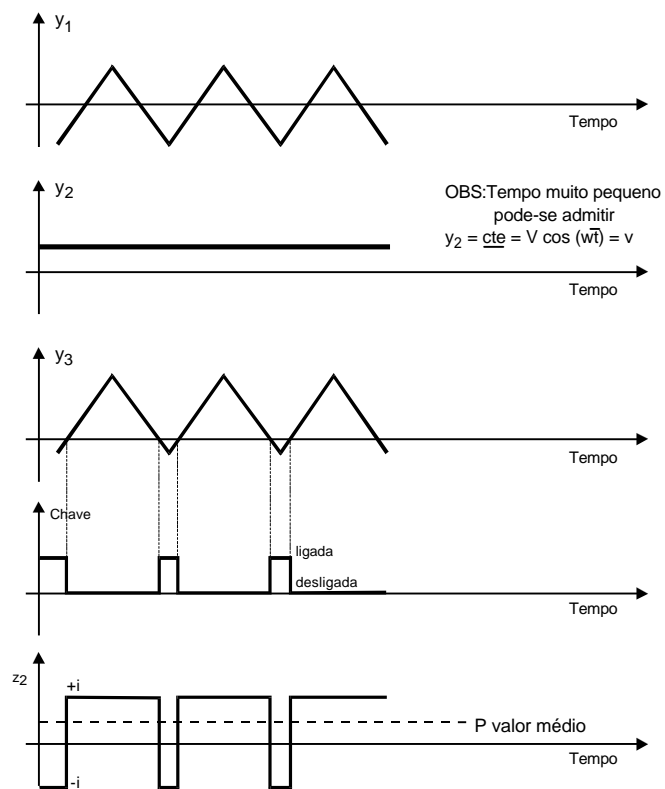 y1
Tempo
y2
OBS:Tempo muito pequeno
pode-se admitir
y2 = cte = V cos (wt) = v
Tempo
y3
Tempo
Chave
ligada
desligada
Tempo
z2
+i
P valor médio
Tempo
-i